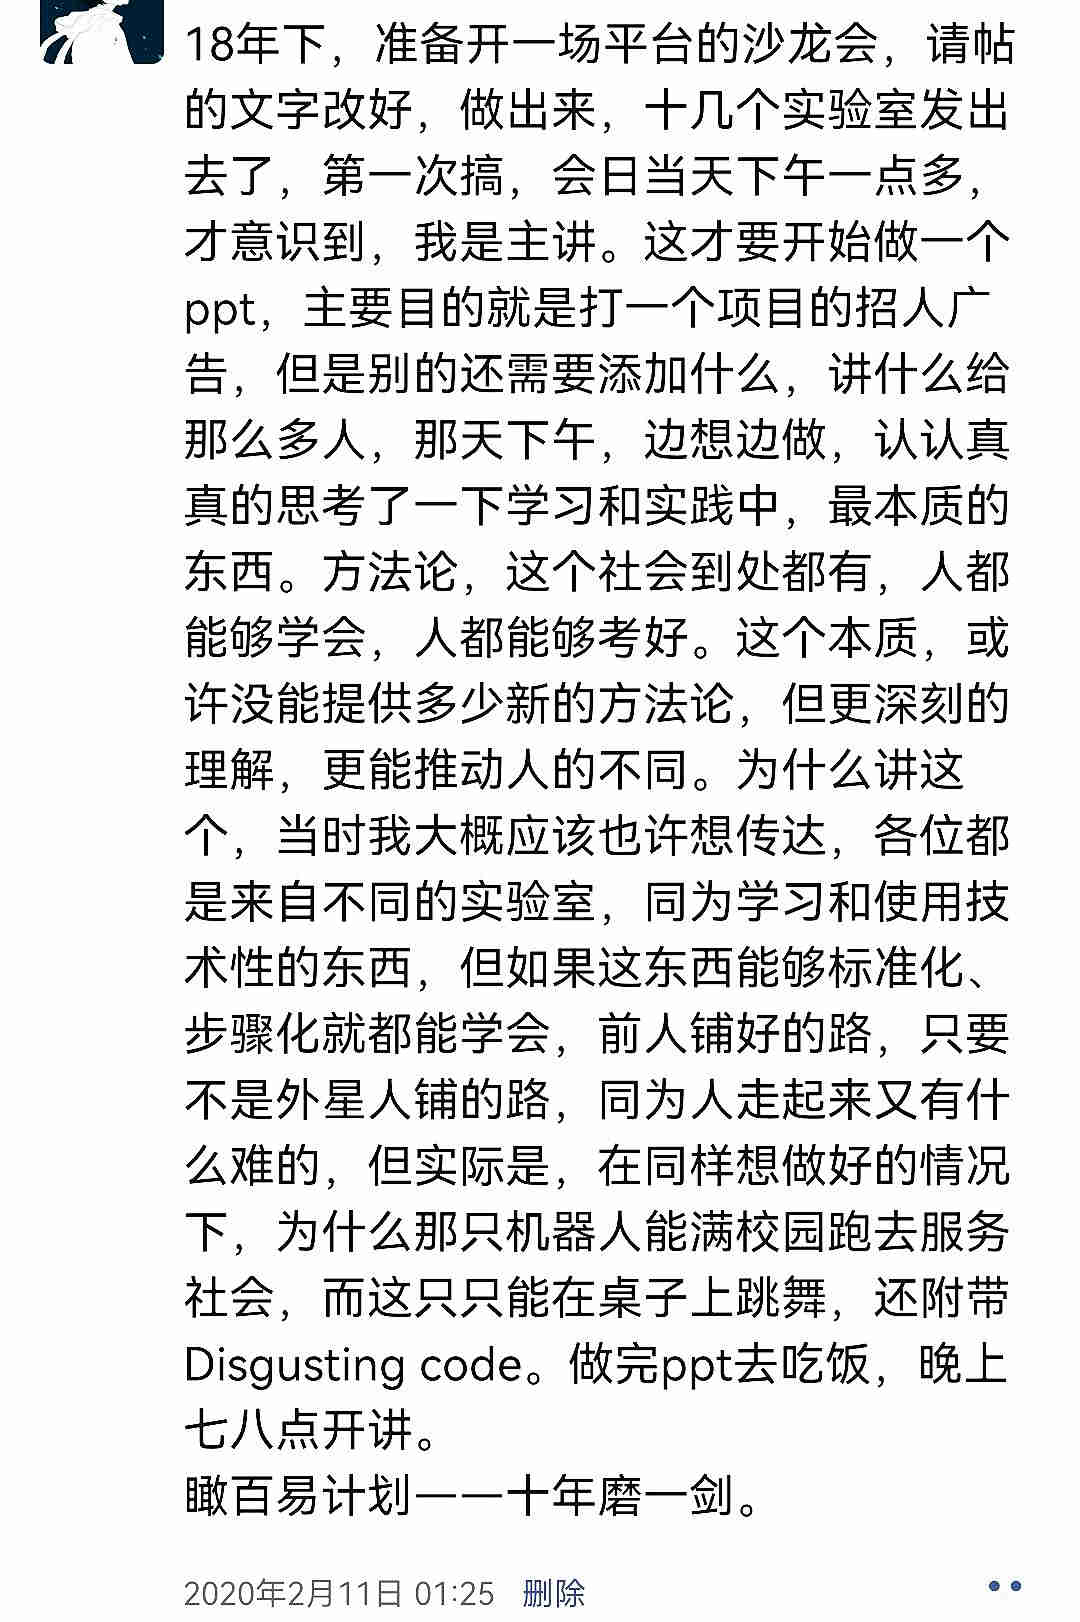 18年下，准备开一场平台的沙龙会，请帖
的文字改好，做出来，十几个实验室发出
去了，第一次搞，会日当天下午一点多，
才意识到，我是主讲。这才要开始做一个
ppt，主要目的就是打一个项目的招人广
告，但是别的还需要添加什么，讲什么给
那么多人，那天下午，边想边做，认认真
真的思考了一下学习和实践中，最本质的
东西。方法论，这个社会到处都有，人都
能够学会，人都能够考好。这个本质，或
许没能提供多少新的方法论，但更深刻的
理解，更能推动人的不同。为什么讲这
个，当时我大概应该也许想传达，各位都
是来自不同的实验室，同为学习和使用技
术性的东西，但如果这东西能够标准化、
步骤化就都能学会，前人铺好的路，只要
不是外星人铺的路，同为人走起来又有什
么难的，但实际是，在同样想做好的情况
下，为什么那只机器人能满校园跑去服务
社会，而这只只能在桌子上跳舞，还附带
Disgusting code。做完ppt去吃饭，晚上
七八点开讲。
瞰百易计划一一十年磨一剑。
2020年2月11日 01:25 删除